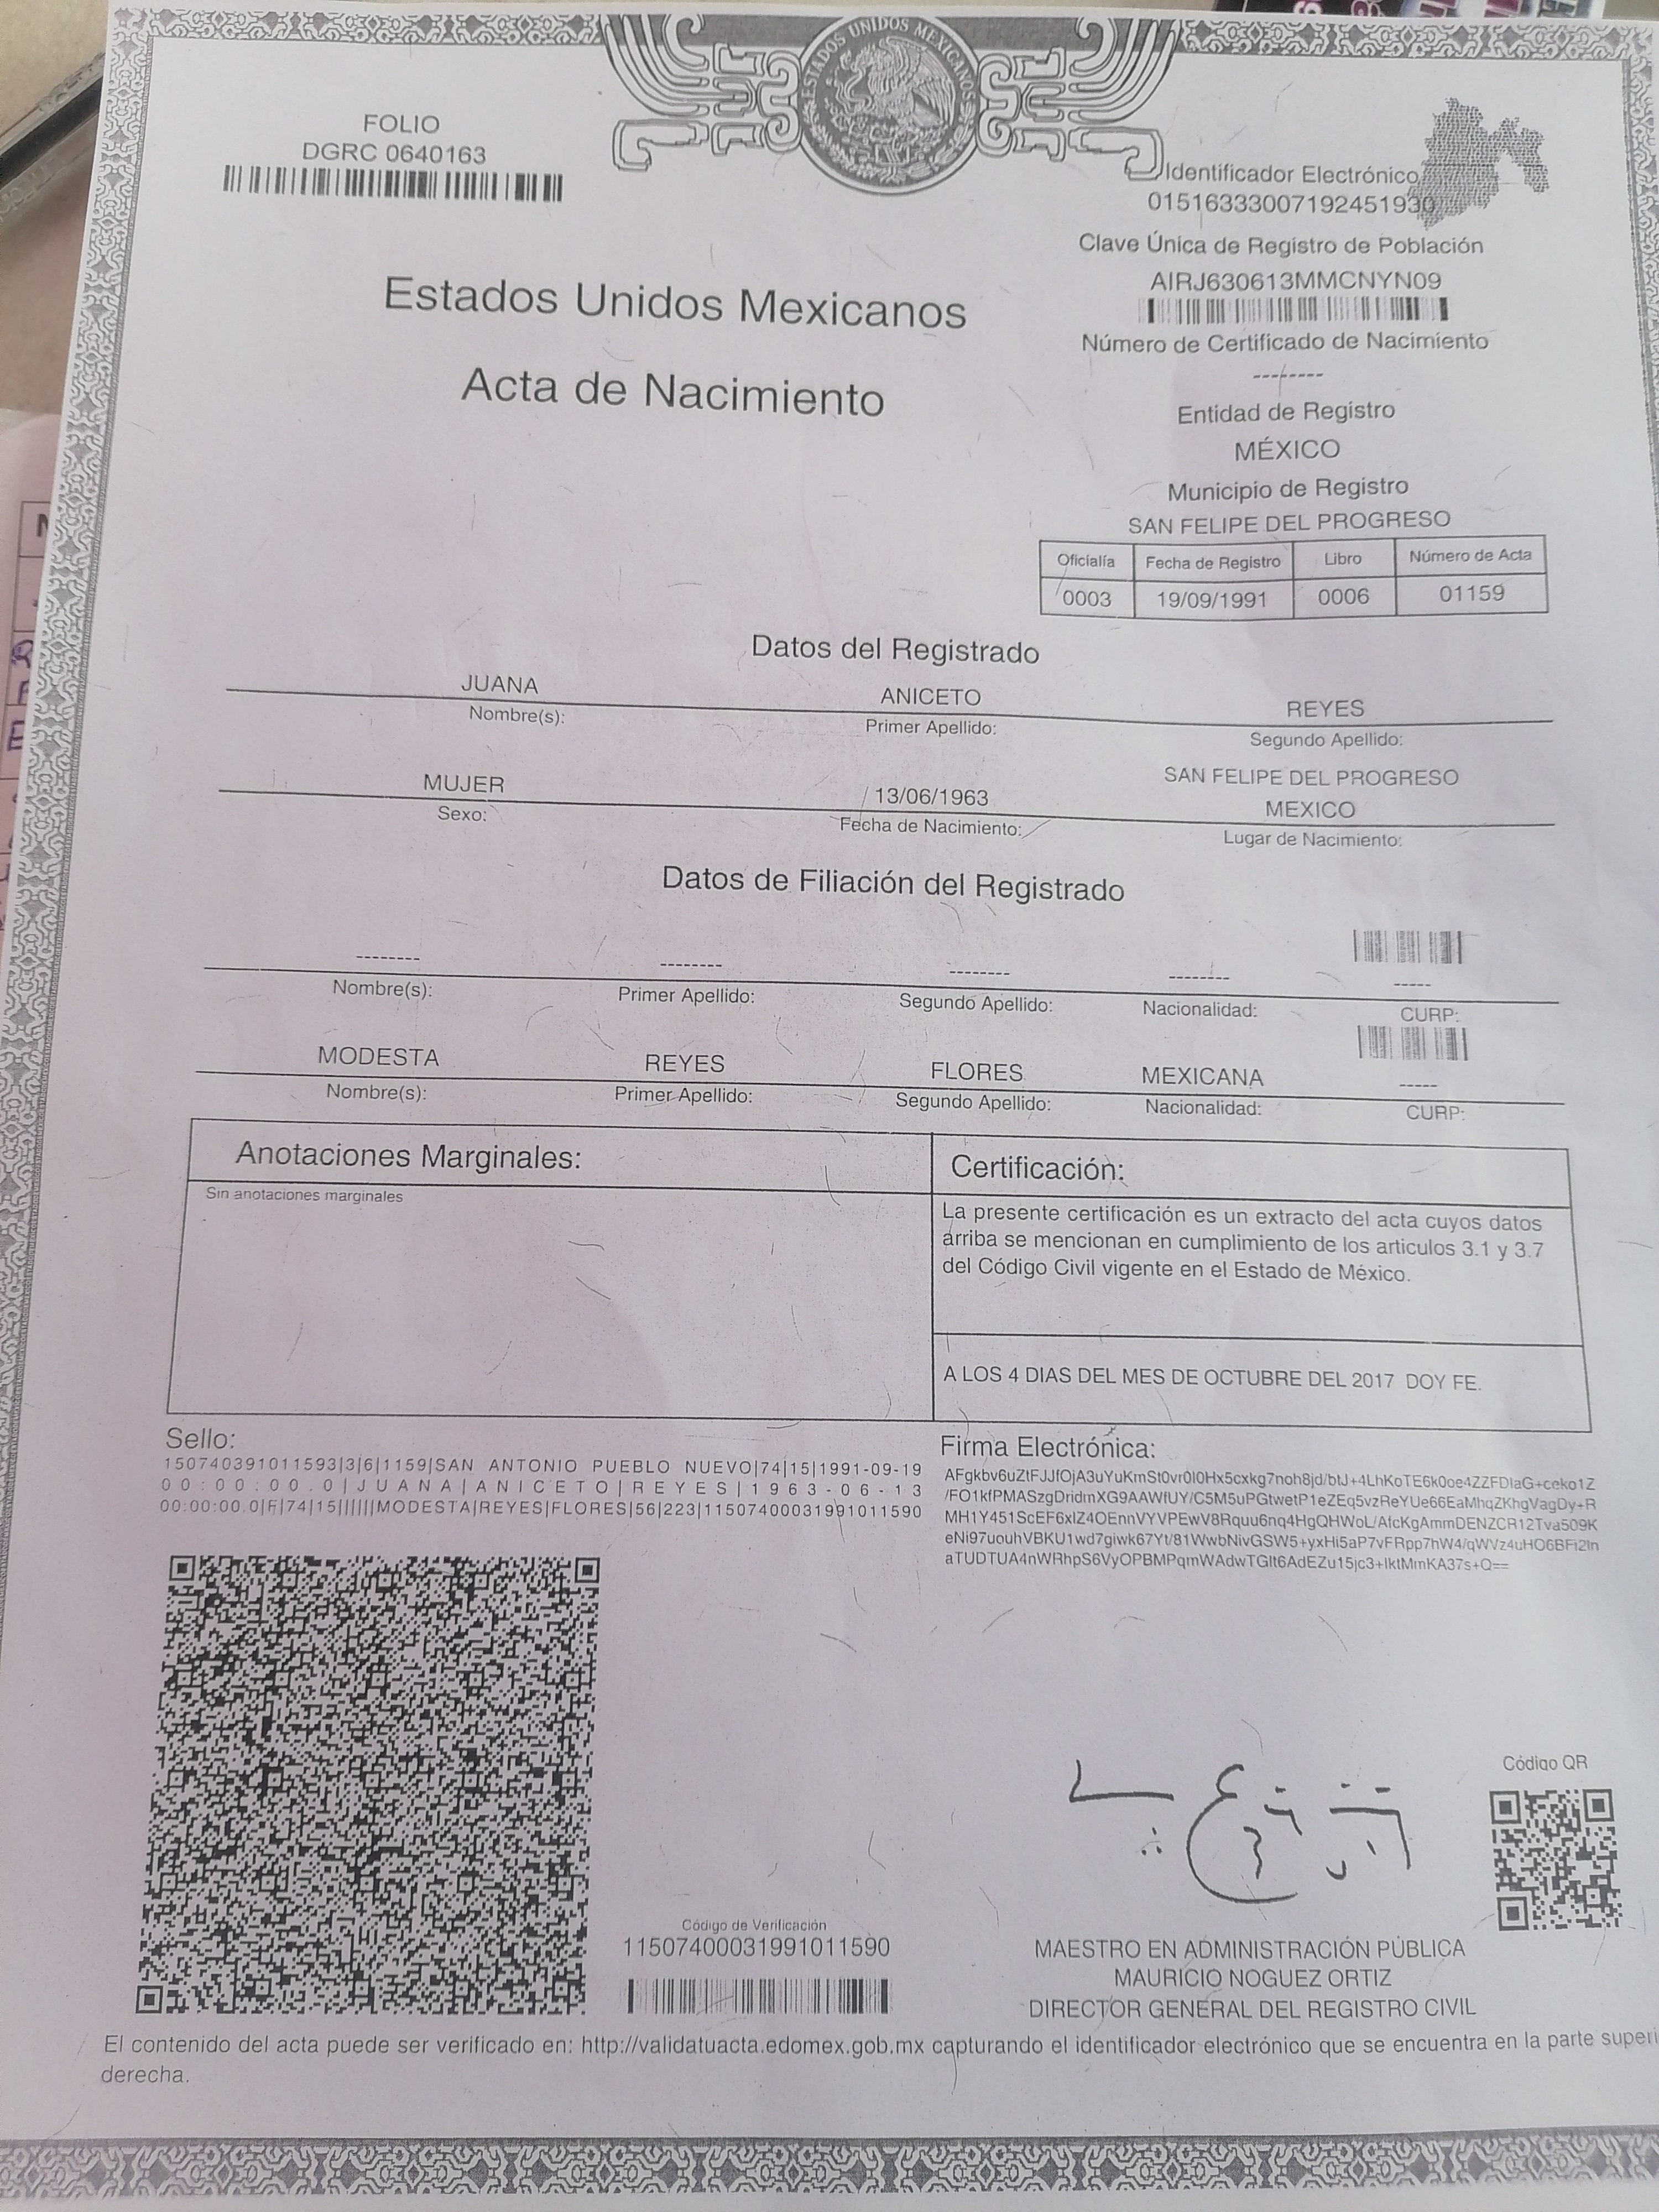 ESTADOS UNIDOS MEXICANOS
FOLIO
DGRC 0640163
Identificador Electrónico
01516333007192451930
Clave Única de Registro de Población
AIRJ630613MMCNYN09
Número de Certificado de Nacimiento
--------
Entidad de Registro
MÉXICO
Municipio de Registro
SAN FELIPE DEL PROGRESO
Estados Unidos Mexicanos
Acta de Nacimiento
Oficialía Fecha de Registro Libro Número de Acta
0003 19/09/1991 0006 01159
Datos del Registrado
JUANA ANICETO REYES
Nombre(s): Primer Apellido: Segundo Apellido:
MUJER 13/06/1963 SAN FELIPE DEL PROGRESO
MEXICO
Sexo: Fecha de Nacimiento: Lugar de Nacimiento:
Datos de Filiación del Registrado
-------- -------- -------- -------- -----
Nombre(s): Primer Apellido: Segundo Apellido: Nacionalidad: CURP:
MODESTA REYES FLORES MEXICANA -----
Nombre(s): Primer Apellido: Segundo Apellido: Nacionalidad: CURP:
Anotaciones Marginales:
Sin anotaciones marginales
Certificación:
La presente certificación es un extracto del acta cuyos datos
arriba se mencionan en cumplimiento de los articulos 3.1 y 3.7
del Código Civil vigente en el Estado de México.
A LOS 4 DIAS DEL MES DE OCTUBRE DEL 2017 DOY FE.
Sello:
150740391011593|3|6|1159|SAN ANTONIO PUEBLO NUEVO|74|15|1991-09-19
00:00:00.0|JUANA|ANICETO|REYES|1963-06-13
00:00:00.0|F|74|15||||||MODESTA|REYES|FLORES|56|223|11507400031991011590
Firma Electrónica:
Código QR
Código de Verificación
11507400031991011590
MAESTRO EN ADMINISTRACIÓN PÚBLICA
MAURICIO NOGUEZ ORTIZ
DIRECTOR GENERAL DEL REGISTRO CIVIL
El contenido del acta puede ser verificado en: http://validatuacta.edomex.gob.mx capturando el identificador electrónico que se encuentra en la parte superi
derecha.